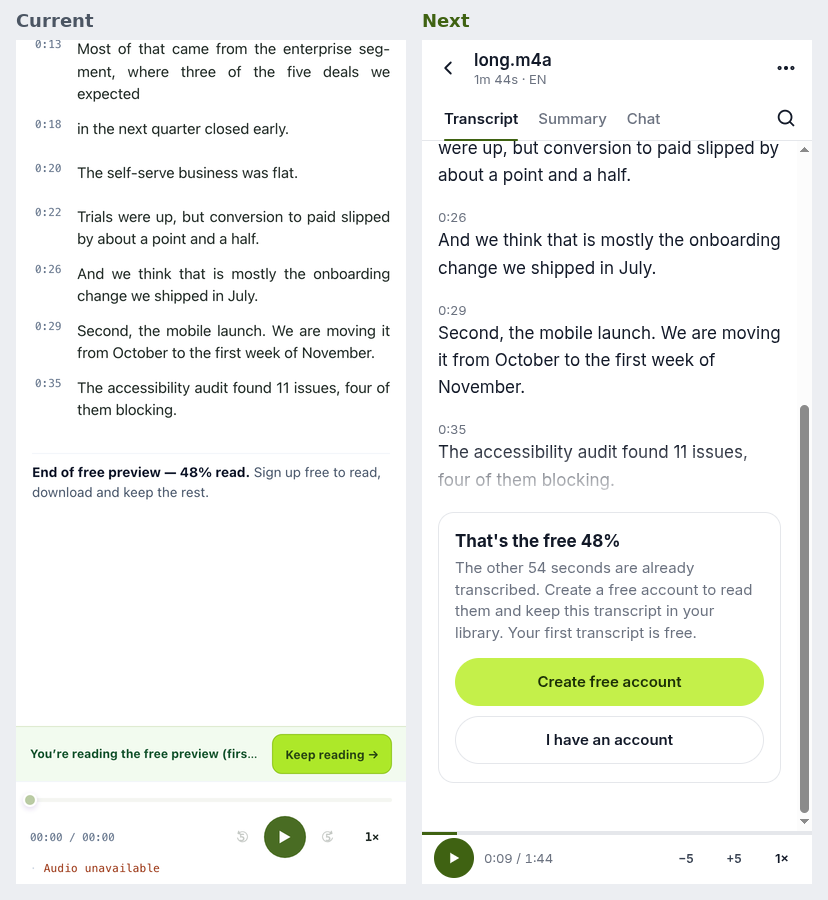 Current
0:13
Most of that came from the enterprise seg-
ment, where three of the five deals we
expected
0:18
in the next quarter closed early.
0:20
The self-serve business was flat.
0:22
Trials were up, but conversion to paid slipped
by about a point and a half.
0:26
And we think that is mostly the onboarding
change we shipped in July.
0:29
Second, the mobile launch. We are moving it
from October to the first week of November.
0:35
The accessibility audit found 11 issues, four of
them blocking.
End of free preview — 48% read. Sign up free to read,
download and keep the rest.
You’re reading the free preview (firs…
Keep reading →
00:00 / 00:00
5
5
1×
· Audio unavailable
Next
long.m4a
1m 44s · EN
Transcript
Summary
Chat
were up, but conversion to paid slipped by
about a point and a half.
0:26
And we think that is mostly the onboarding
change we shipped in July.
0:29
Second, the mobile launch. We are moving
it from October to the first week of
November.
0:35
The accessibility audit found 11 issues,
four of them blocking.
That's the free 48%
The other 54 seconds are already
transcribed. Create a free account to read
them and keep this transcript in your
library. Your first transcript is free.
Create free account
I have an account
0:09 / 1:44
−5
+5
1×